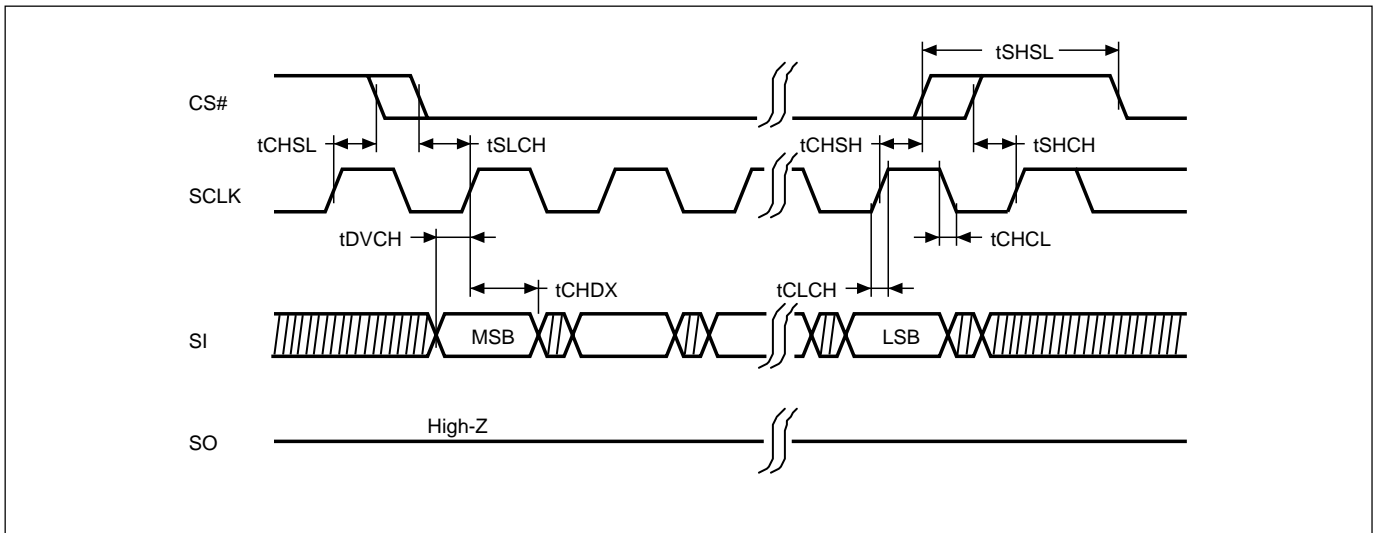 tSHSL
CS#
tCHSL
tSLCH
tCHSH
tSHCH
SCLK
tDVCH
tCHCL
tCHDX
tCLCH
SI
MSB
LSB
High-Z
SO